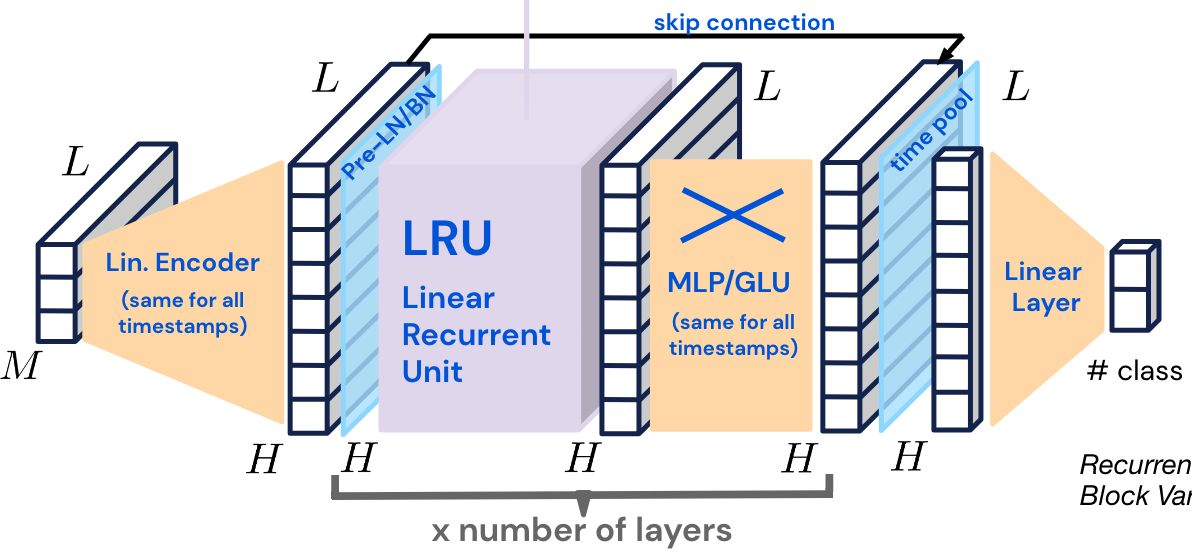 skip connection
L
L
L
L
Pre-LN/BN
time pool
LRU
Linear
Recurrent
Unit
Lin. Encoder
(same for all
timestamps)
MLP/GLU
(same for all
timestamps)
Linear
Layer
M
# class
H
H
H
H
H
x number of layers
Recurren
Block Var